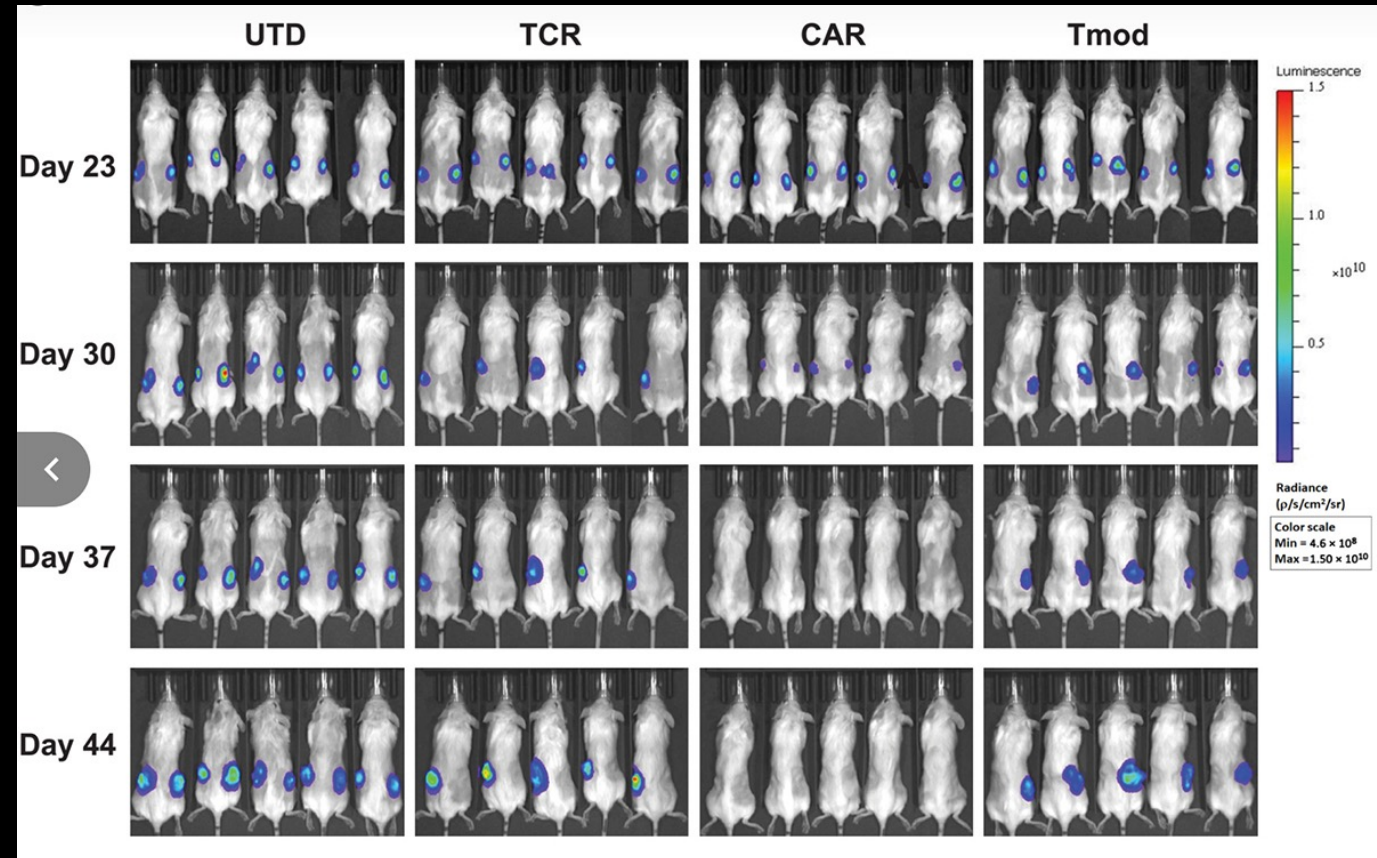 UTD TCR CAR Tmod
Luminescence
1.5
1.0
×10¹⁰
0.5
Day 23
A.
Day 30
Day 37
Day 44
Radiance
(p/s/cm²/sr)
Color scale
Min = 4.6 × 10⁸
Max =1.50 × 10¹⁰